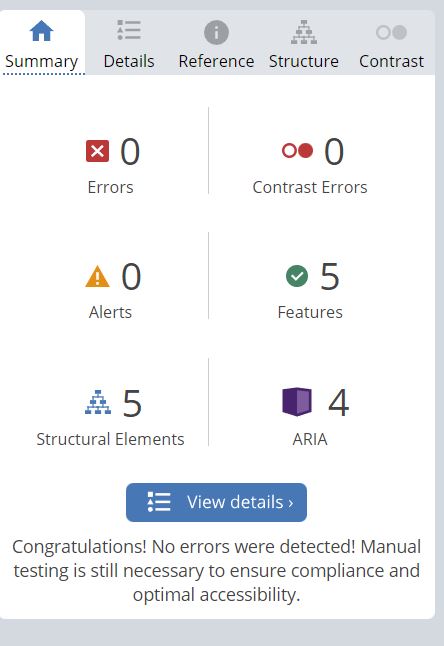 Summary Details Reference Structure Contrast
0 0
Errors Contrast Errors
0 5
Alerts Features
5 4
Structural Elements ARIA
View details ›
Congratulations! No errors were detected! Manual
testing is still necessary to ensure compliance and
optimal accessibility.